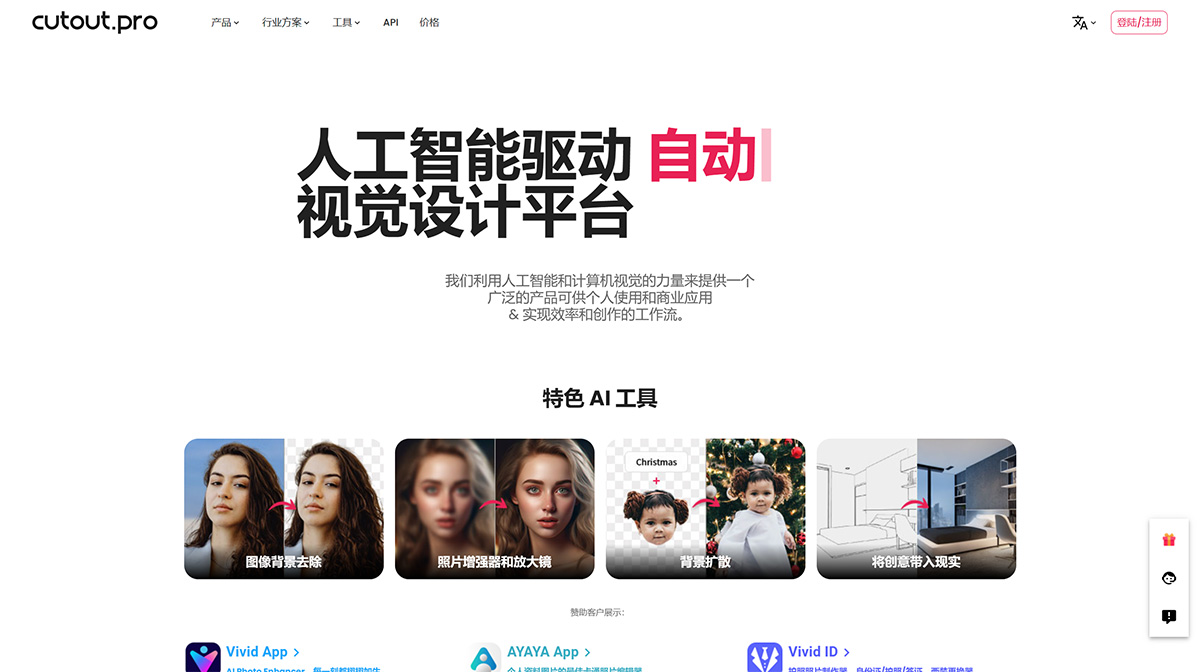 cutout.pro
产品
行业方案
工具
API
价格
登陆/注册
人工智能驱动 自动
视觉设计平台
我们利用人工智能和计算机视觉的力量来提供一个
广泛的产品可供个人使用和商业应用
& 实现效率和创作的工作流。
特色 AI 工具
图像背景去除
照片增强器和放大镜
Christmas
+
背景扩散
将创意带入现实
赞助客户展示:
Vivid App
AYAYA App
Vivid ID
AI Photo Enhancer